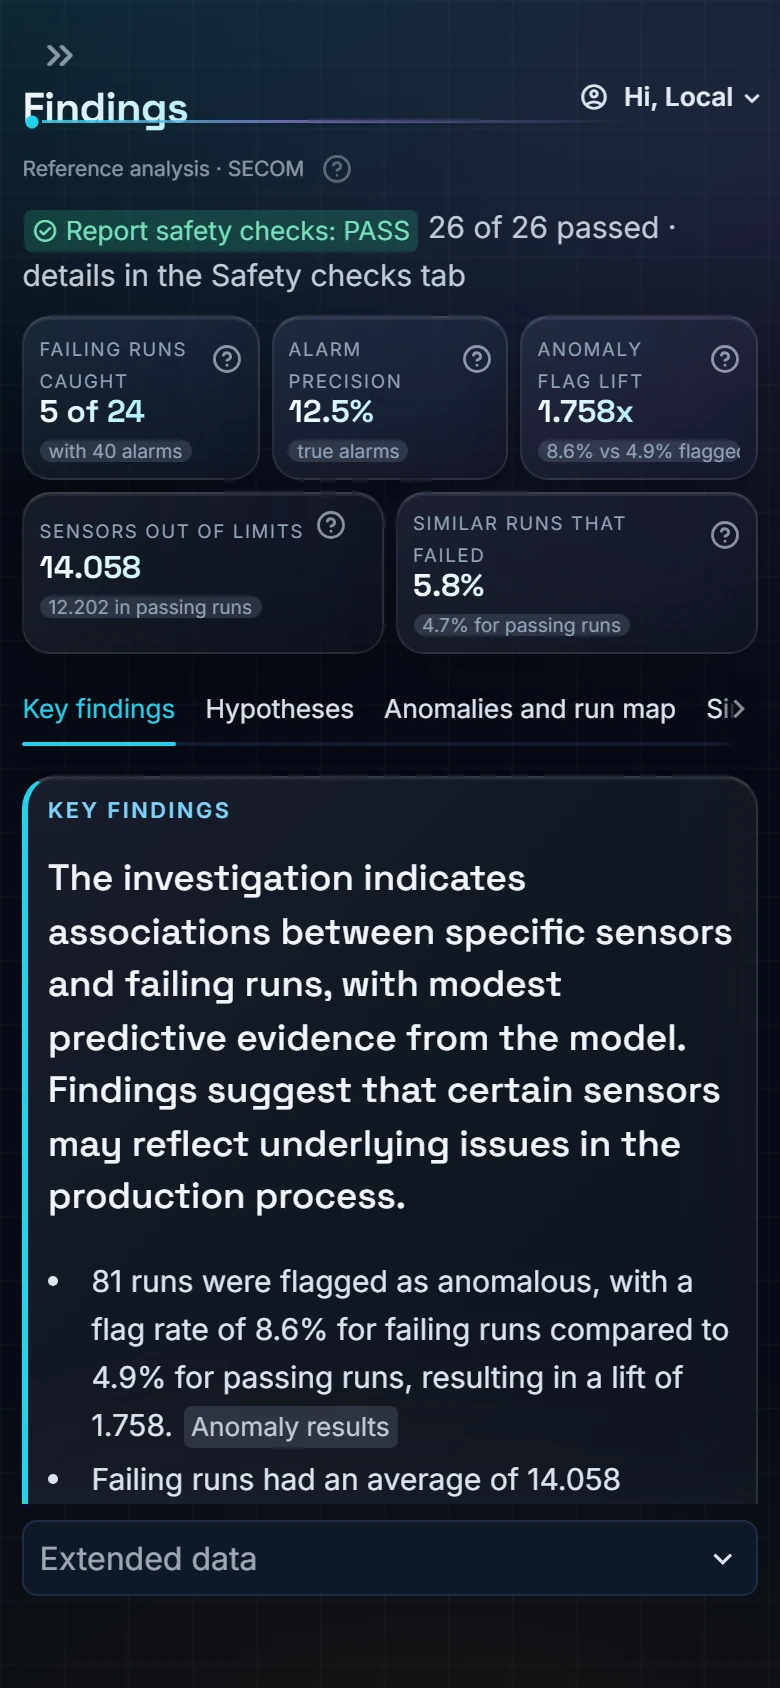 Findings
Hi, Local
Reference analysis · SECOM
Report safety checks: PASS 26 of 26 passed ·
details in the Safety checks tab
FAILING RUNS
CAUGHT
5 of 24
with 40 alarms
ALARM
PRECISION
12.5%
true alarms
ANOMALY
FLAG LIFT
1.758x
8.6% vs 4.9% flagged
SENSORS OUT OF LIMITS
14.058
12.202 in passing runs
SIMILAR RUNS THAT
FAILED
5.8%
4.7% for passing runs
Key findings Hypotheses Anomalies and run map Si
KEY FINDINGS
The investigation indicates
associations between specific sensors
and failing runs, with modest
predictive evidence from the model.
Findings suggest that certain sensors
may reflect underlying issues in the
production process.
• 81 runs were flagged as anomalous, with a
flag rate of 8.6% for failing runs compared to
4.9% for passing runs, resulting in a lift of
1.758. Anomaly results
• Failing runs had an average of 14.058
Extended data